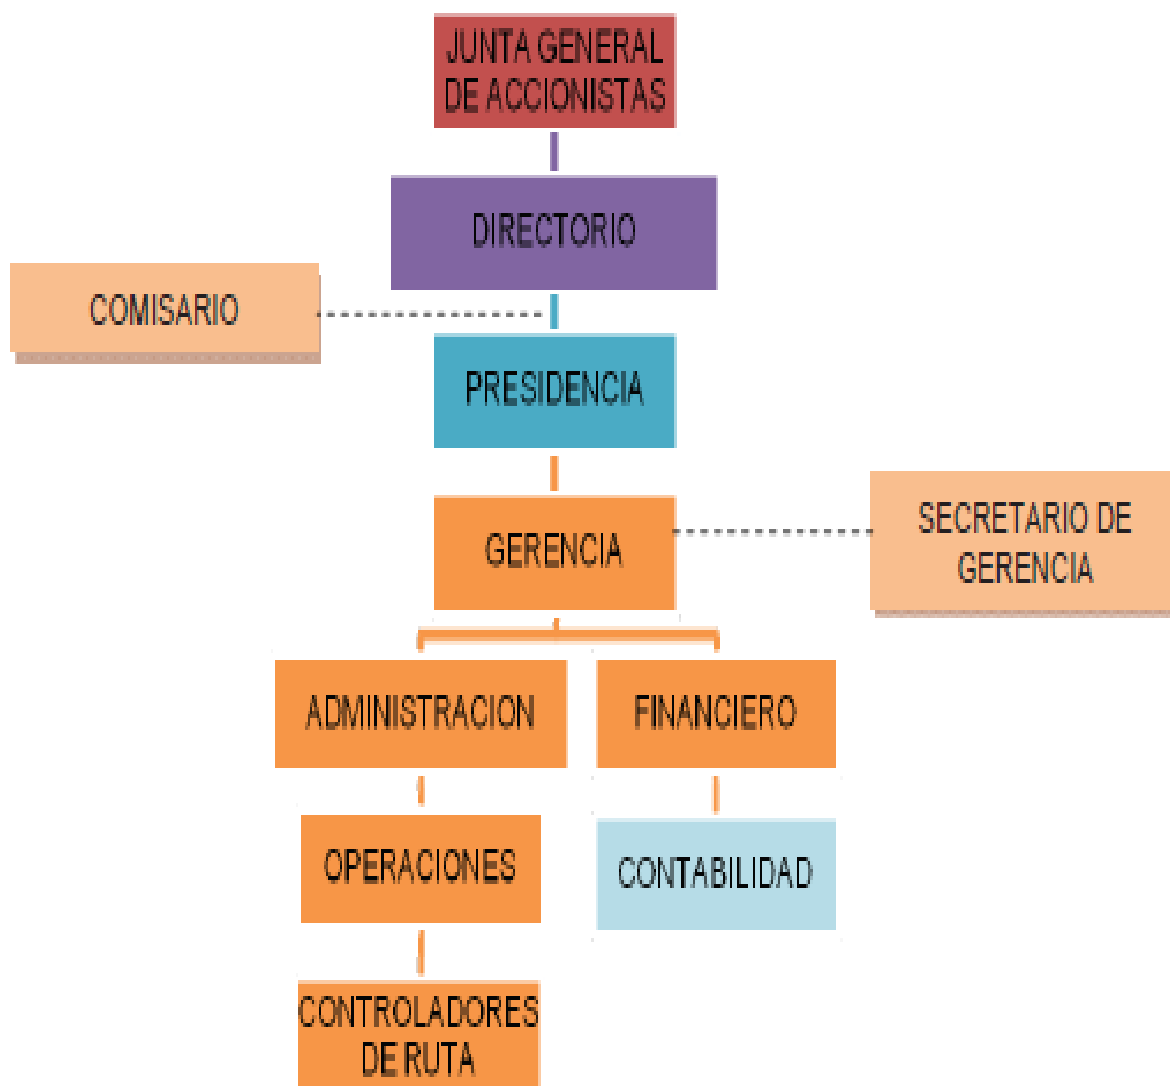 JUNTA GENERAL
DE ACCIONISTAS
DIRECTORIO
COMISARIO
PRESIDENCIA
GERENCIA
SECRETARIO DE
GERENCIA
ADMINISTRACION
FINANCIERO
OPERACIONES
CONTABILIDAD
CONTROLADORES
DE RUTA